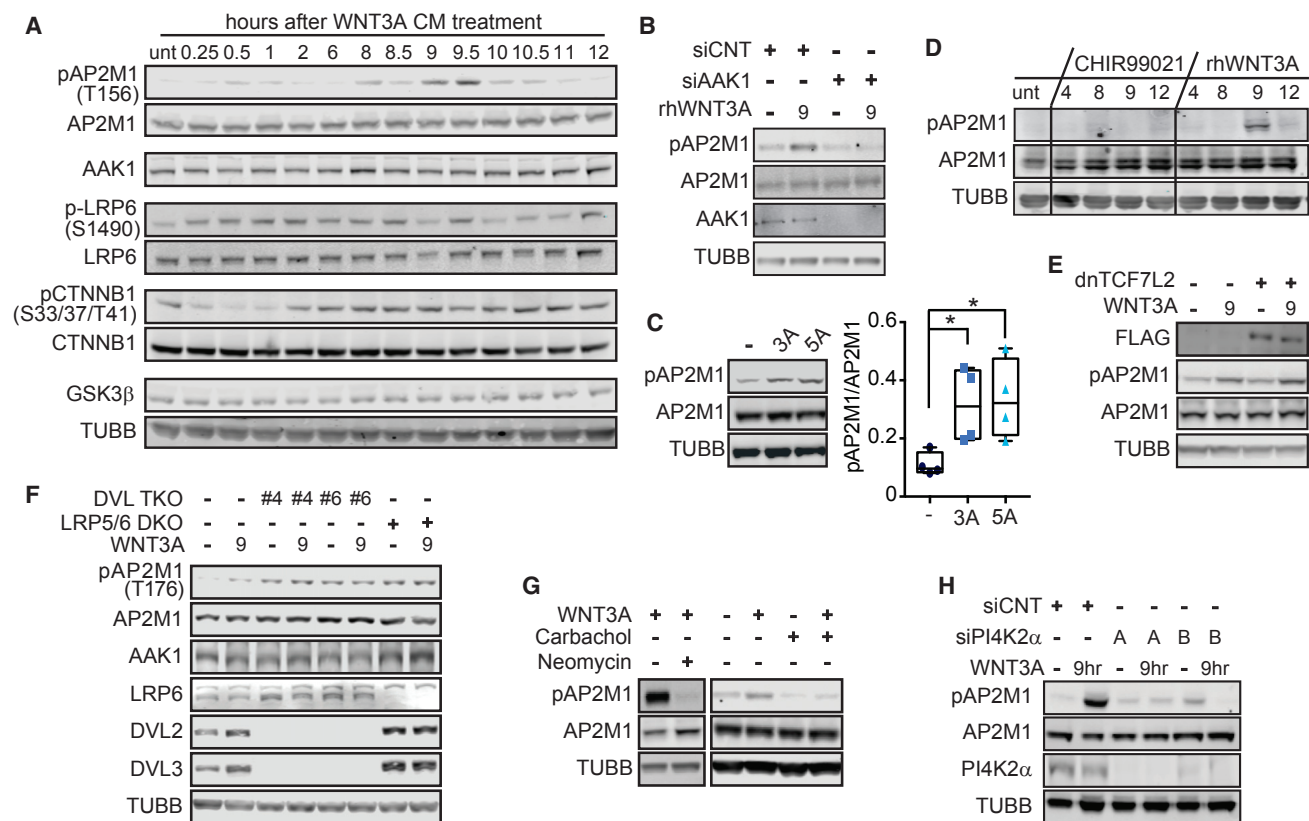 A
hours after WNT3A CM treatment
unt 0.25 0.5 1 2 6 8 8.5 9 9.5 10 10.5 11 12
pAP2M1
(T156)
AP2M1
AAK1
p-LRP6
(S1490)
LRP6
pCTNNB1
(S33/37/T41)
CTNNB1
GSK3β
TUBB
B
siCNT + + - -
siAAK1 - - + +
rhWNT3A - 9 - 9
pAP2M1
AP2M1
AAK1
TUBB
C
- 3A 5A
pAP2M1
AP2M1
TUBB
pAP2M1/AP2M1
0.6
0.4
0.2
0
* *
- 3A 5A
D
CHIR99021 rhWNT3A
unt 4 8 9 12 4 8 9 12
pAP2M1
AP2M1
TUBB
E
dnTCF7L2 - - + +
WNT3A - 9 - 9
FLAG
pAP2M1
AP2M1
TUBB
F
DVL TKO - - #4 #4 #6 #6 - -
LRP5/6 DKO - - - - - - + +
WNT3A - 9 - 9 - 9 - 9
pAP2M1
(T176)
AP2M1
AAK1
LRP6
DVL2
DVL3
TUBB
G
WNT3A + + - + - +
Carbachol - - - - + +
Neomycin - + - - - -
pAP2M1
AP2M1
TUBB
H
siCNT + + - - - -
siPI4K2α - - A A B B
WNT3A - 9hr - 9hr - 9hr
pAP2M1
AP2M1
PI4K2α
TUBB